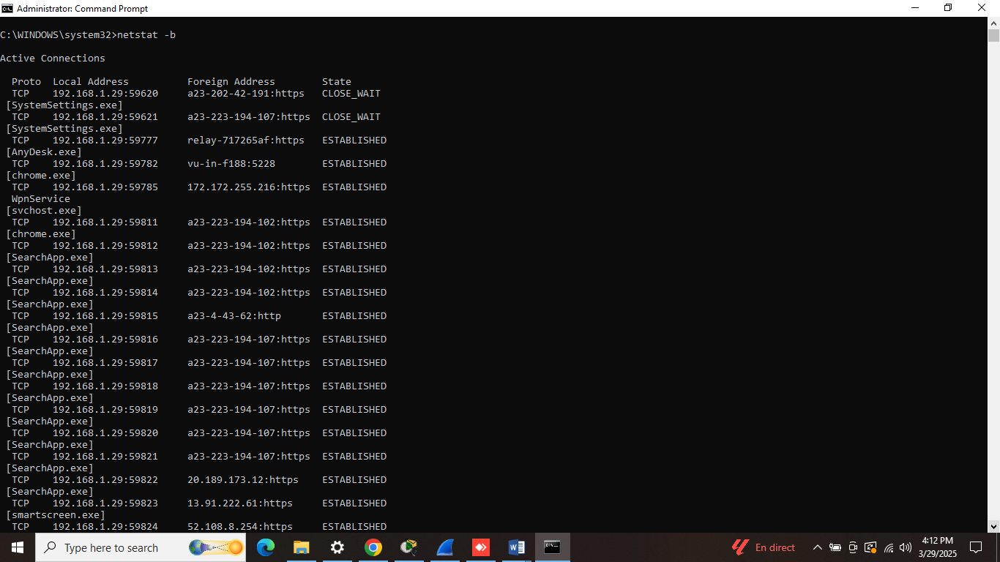 Administrator: Command Prompt
C:\WINDOWS\system32>netstat -b
Active Connections
Proto  Local Address          Foreign Address        State
TCP    192.168.1.29:59620     a23-202-42-191:https   CLOSE_WAIT
[SystemSettings.exe]
TCP    192.168.1.29:59621     a23-223-194-107:https  CLOSE_WAIT
[SystemSettings.exe]
TCP    192.168.1.29:59777     relay-717265af:https   ESTABLISHED
[AnyDesk.exe]
TCP    192.168.1.29:59782     vu-in-f188:5228        ESTABLISHED
[chrome.exe]
TCP    192.168.1.29:59785     172.172.255.216:https  ESTABLISHED
WpnService
[svchost.exe]
TCP    192.168.1.29:59811     a23-223-194-102:https  ESTABLISHED
[chrome.exe]
TCP    192.168.1.29:59812     a23-223-194-102:https  ESTABLISHED
[SearchApp.exe]
TCP    192.168.1.29:59813     a23-223-194-102:https  ESTABLISHED
[SearchApp.exe]
TCP    192.168.1.29:59814     a23-223-194-102:https  ESTABLISHED
[SearchApp.exe]
TCP    192.168.1.29:59815     a23-4-43-62:http       ESTABLISHED
[SearchApp.exe]
TCP    192.168.1.29:59816     a23-223-194-107:https  ESTABLISHED
[SearchApp.exe]
TCP    192.168.1.29:59817     a23-223-194-107:https  ESTABLISHED
[SearchApp.exe]
TCP    192.168.1.29:59818     a23-223-194-107:https  ESTABLISHED
[SearchApp.exe]
TCP    192.168.1.29:59819     a23-223-194-107:https  ESTABLISHED
[SearchApp.exe]
TCP    192.168.1.29:59820     a23-223-194-107:https  ESTABLISHED
[SearchApp.exe]
TCP    192.168.1.29:59821     a23-223-194-107:https  ESTABLISHED
[SearchApp.exe]
TCP    192.168.1.29:59822     20.189.173.12:https    ESTABLISHED
[SearchApp.exe]
TCP    192.168.1.29:59823     13.91.222.61:https     ESTABLISHED
[smartscreen.exe]
TCP    192.168.1.29:59824     52.108.8.254:https     ESTABLISHED
Type here to search
En direct
4:12 PM
3/29/2025